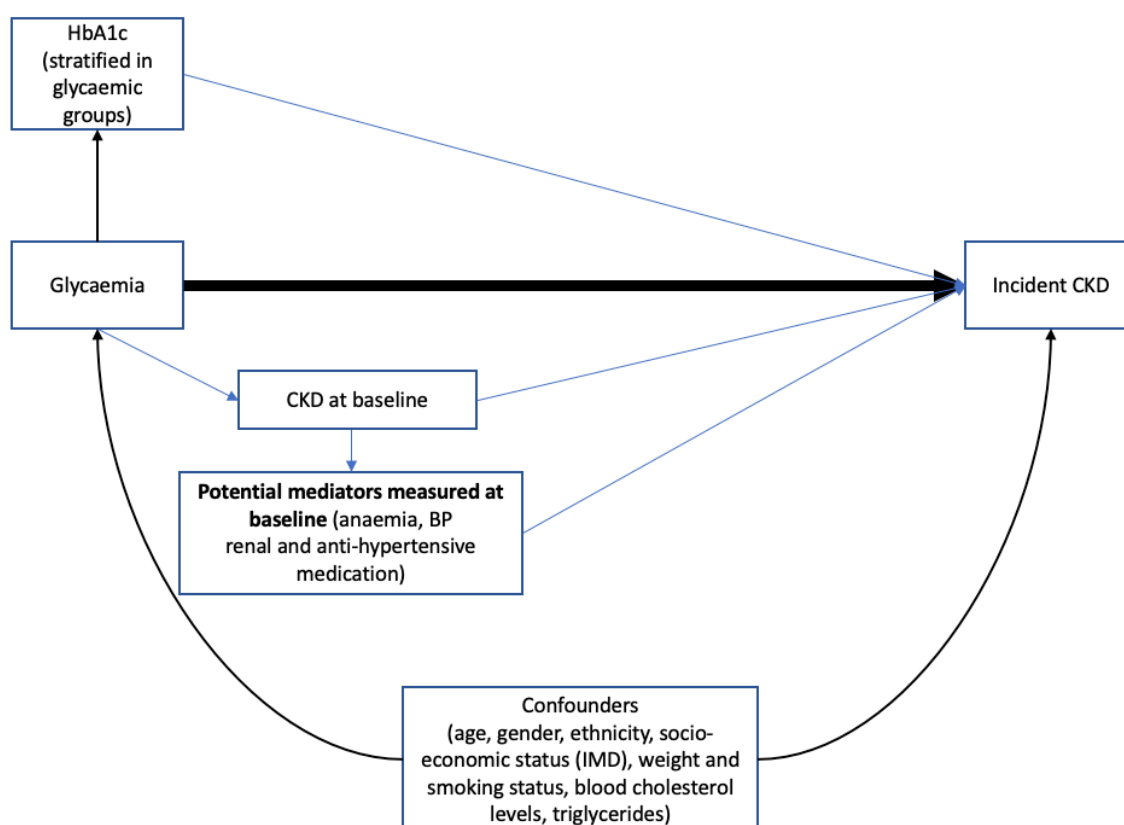 HbA1c
(stratified in
glycaemic
groups)
Glycaemia
Incident CKD
CKD at baseline
Potential mediators measured at
baseline (anaemia, BP
renal and anti-hypertensive
medication)
Confounders
(age, gender, ethnicity, socio-
economic status (IMD), weight and
smoking status, blood cholesterol
levels, triglycerides)